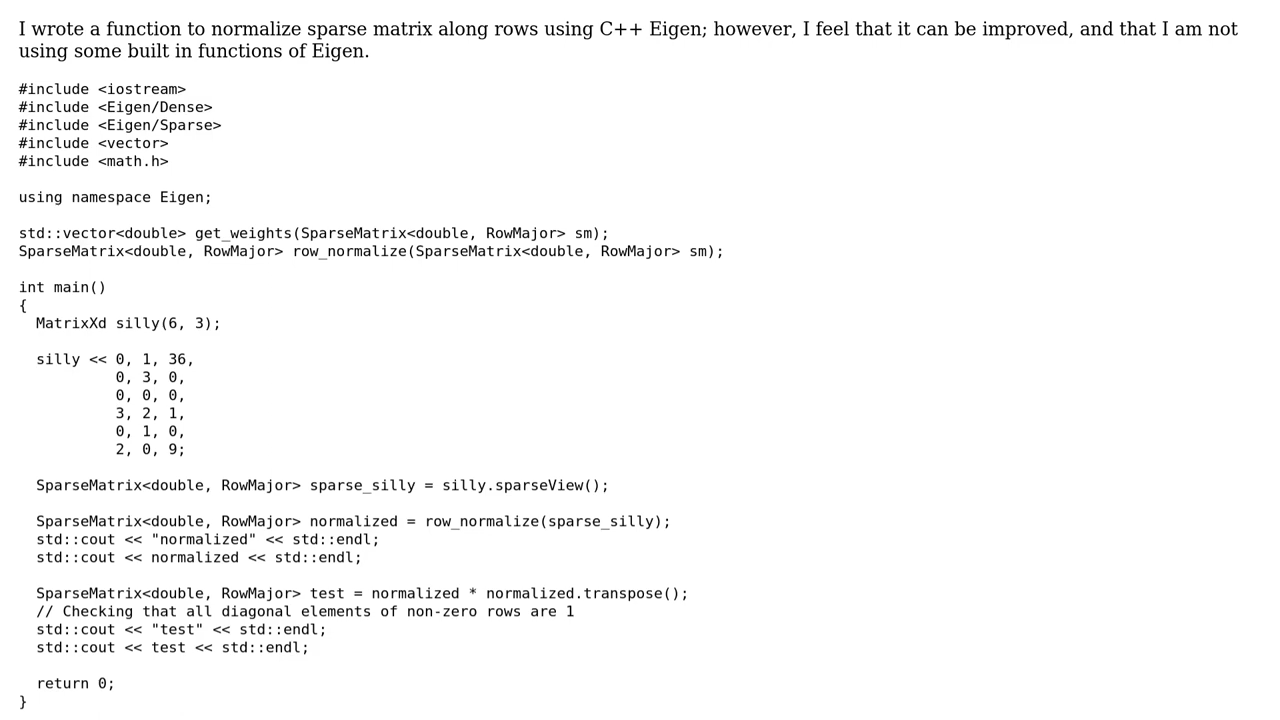 I wrote a function to normalize sparse matrix along rows using C++ Eigen; however, I feel that it can be improved, and that I am not
using some built in functions of Eigen.
#include <iostream>
#include <Eigen/Dense>
#include <Eigen/Sparse>
#include <vector>
#include <math.h>
using namespace Eigen;
std::vector<double> get_weights(SparseMatrix<double, RowMajor> sm);
SparseMatrix<double, RowMajor> row_normalize(SparseMatrix<double, RowMajor> sm);
int main()
{
  MatrixXd silly(6, 3);
  silly << 0, 1, 36,
           0, 3, 0,
           0, 0, 0,
           3, 2, 1,
           0, 1, 0,
           2, 0, 9;
  SparseMatrix<double, RowMajor> sparse_silly = silly.sparseView();
  SparseMatrix<double, RowMajor> normalized = row_normalize(sparse_silly);
  std::cout << "normalized" << std::endl;
  std::cout << normalized << std::endl;
  SparseMatrix<double, RowMajor> test = normalized * normalized.transpose();
  // Checking that all diagonal elements of non-zero rows are 1
  std::cout << "test" << std::endl;
  std::cout << test << std::endl;
  return 0;
}